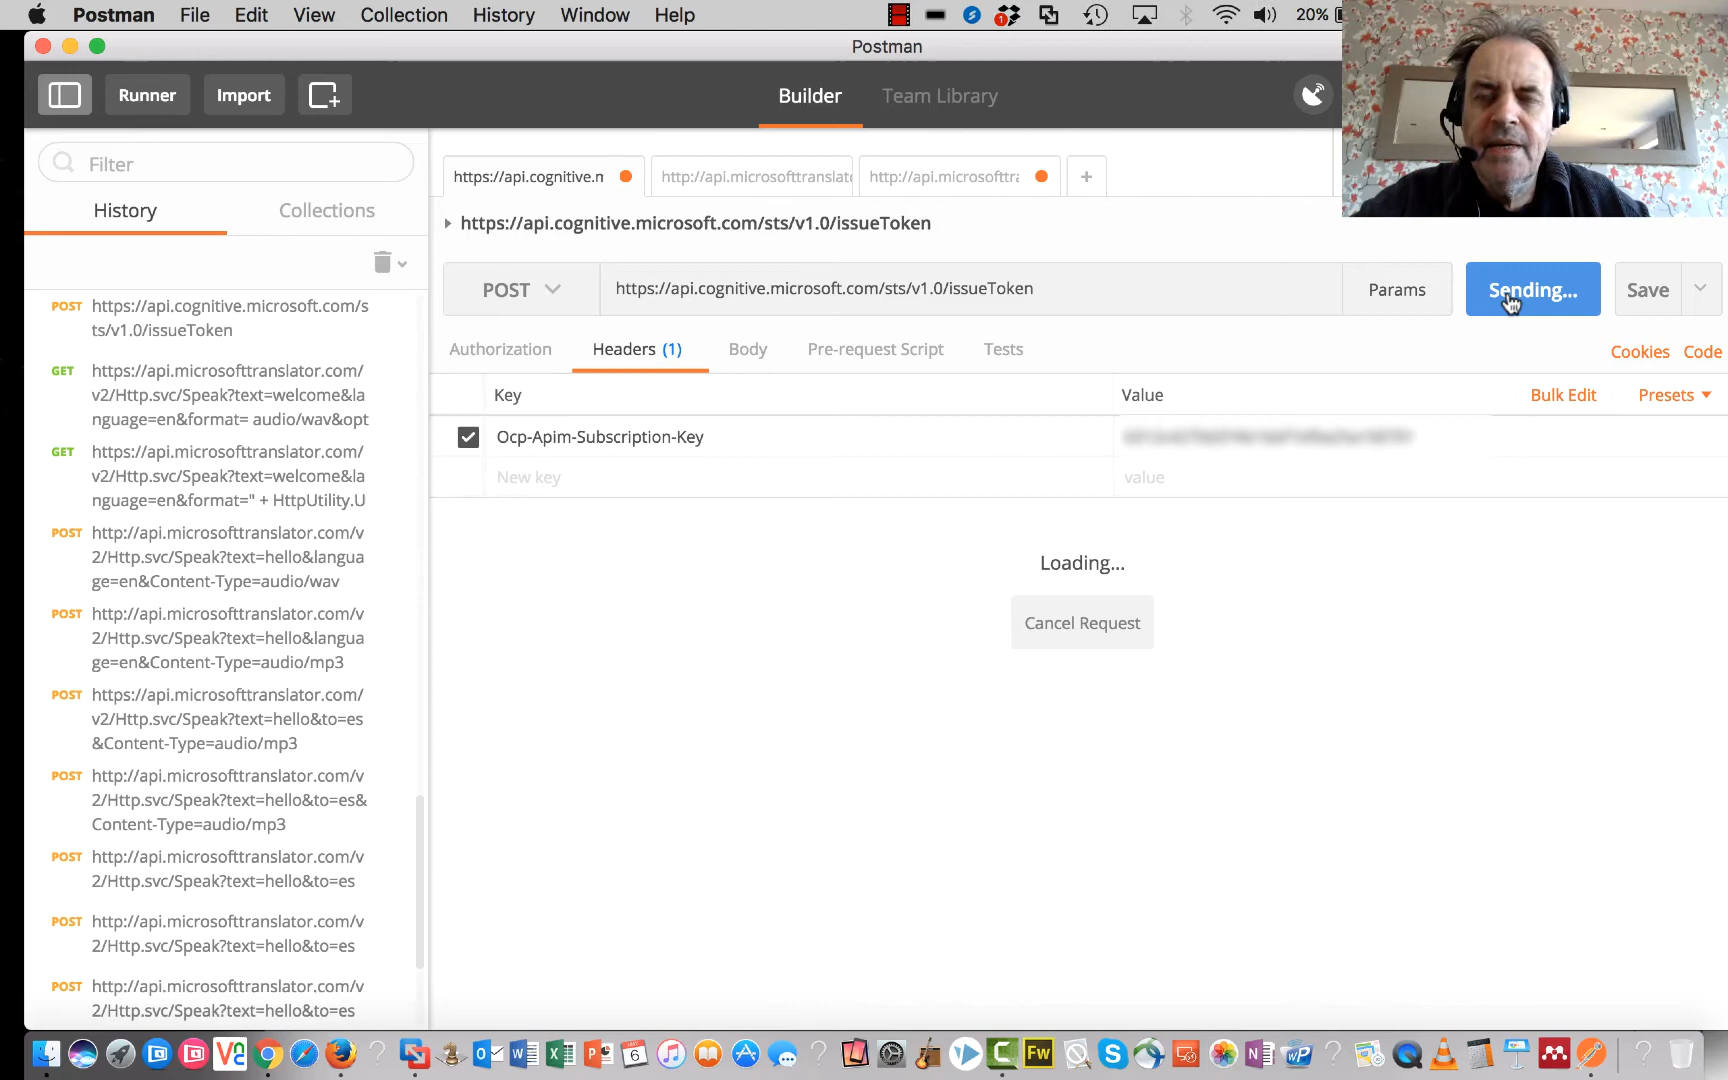 Postman File Edit View Collection History Window Help 20%
Postman
Runner Import Builder Team Library
Filter
History Collections
POST https://api.cognitive.microsoft.com/s
ts/v1.0/issueToken
GET https://api.microsofttranslator.com/
v2/Http.svc/Speak?text=welcome&la
nguage=en&format= audio/wav&opt
GET https://api.microsofttranslator.com/
v2/Http.svc/Speak?text=welcome&la
nguage=en&format=" + HttpUtility.U
POST http://api.microsofttranslator.com/v
2/Http.svc/Speak?text=hello&langua
ge=en&Content-Type=audio/wav
POST http://api.microsofttranslator.com/v
2/Http.svc/Speak?text=hello&langua
ge=en&Content-Type=audio/mp3
POST https://api.microsofttranslator.com/
v2/Http.svc/Speak?text=hello&to=es
&Content-Type=audio/mp3
POST http://api.microsofttranslator.com/v
2/Http.svc/Speak?text=hello&to=es&
Content-Type=audio/mp3
POST http://api.microsofttranslator.com/v
2/Http.svc/Speak?text=hello&to=es
POST http://api.microsofttranslator.com/v
2/Http.svc/Speak?text=hello&to=es
POST http://api.microsofttranslator.com/v
2/Http.svc/Speak?text=hello&to=es
https://api.cognitive.m http://api.microsofttranslato http://api.microsofttra +
https://api.cognitive.microsoft.com/sts/v1.0/issueToken
POST https://api.cognitive.microsoft.com/sts/v1.0/issueToken Params Sending... Save
Authorization Headers (1) Body Pre-request Script Tests Cookies Code
Key Value Bulk Edit Presets
Ocp-Apim-Subscription-Key
New key value
Loading...
Cancel Request